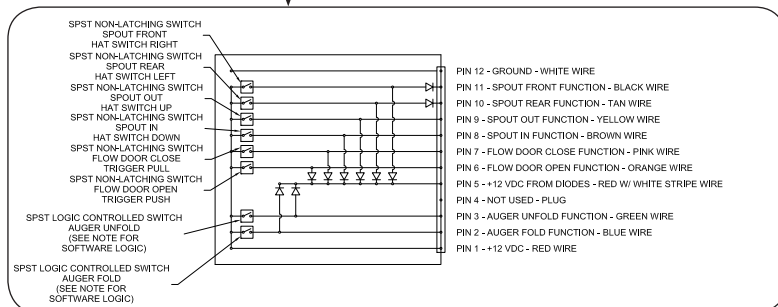 SPST NON-LATCHING SWITCH
SPOUT FRONT
HAT SWITCH RIGHT
SPST NON-LATCHING SWITCH
SPOUT REAR
HAT SWITCH LEFT
SPST NON-LATCHING SWITCH
SPOUT OUT
HAT SWITCH UP
SPST NON-LATCHING SWITCH
SPOUT IN
HAT SWITCH DOWN
SPST NON-LATCHING SWITCH
FLOW DOOR CLOSE
TRIGGER PULL
SPST NON-LATCHING SWITCH
FLOW DOOR OPEN
TRIGGER PUSH
SPST LOGIC CONTROLLED SWITCH
AUGER UNFOLD
(SEE NOTE FOR
SOFTWARE LOGIC)
SPST LOGIC CONTROLLED SWITCH
AUGER FOLD
(SEE NOTE FOR
SOFTWARE LOGIC)
PIN 12 - GROUND - WHITE WIRE
PIN 11 - SPOUT FRONT FUNCTION - BLACK WIRE
PIN 10 - SPOUT REAR FUNCTION - TAN WIRE
PIN 9 - SPOUT OUT FUNCTION - YELLOW WIRE
PIN 8 - SPOUT IN FUNCTION - BROWN WIRE
PIN 7 - FLOW DOOR CLOSE FUNCTION - PINK WIRE
PIN 6 - FLOW DOOR OPEN FUNCTION - ORANGE WIRE
PIN 5 - +12 VDC FROM DIODES - RED W/ WHITE STRIPE WIRE
PIN 4 - NOT USED - PLUG
PIN 3 - AUGER UNFOLD FUNCTION - GREEN WIRE
PIN 2 - AUGER FOLD FUNCTION - BLUE WIRE
PIN 1 - +12 VDC - RED WIRE